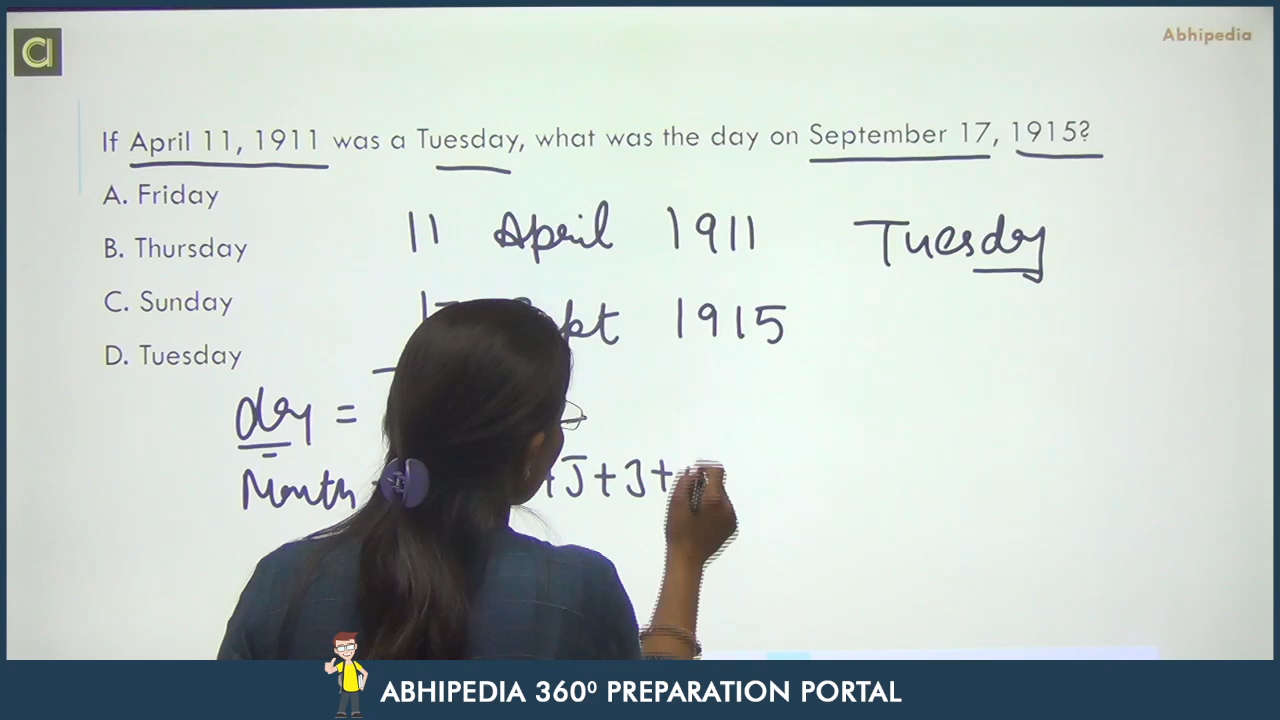 Abhipedia
If April 11, 1911 was a Tuesday, what was the day on September 17, 1915?
A. Friday
B. Thursday
C. Sunday
D. Tuesday
11 April 1911 Tuesday
1915
day =
Month
+ J + J +
ABHIPEDIA 360⁰ PREPARATION PORTAL